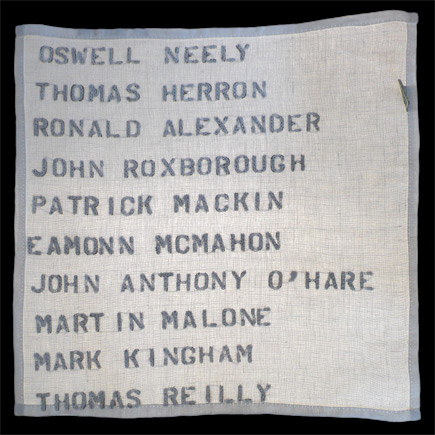 OSWELL NEELY
THOMAS HERRON
RONALD ALEXANDER
JOHN ROXBOROUGH
PATRICK MACKIN
EAMONN MCMAHON
JOHN ANTHONY O'HARE
MARTIN MALONE
MARK KINGHAM
THOMAS REILLY